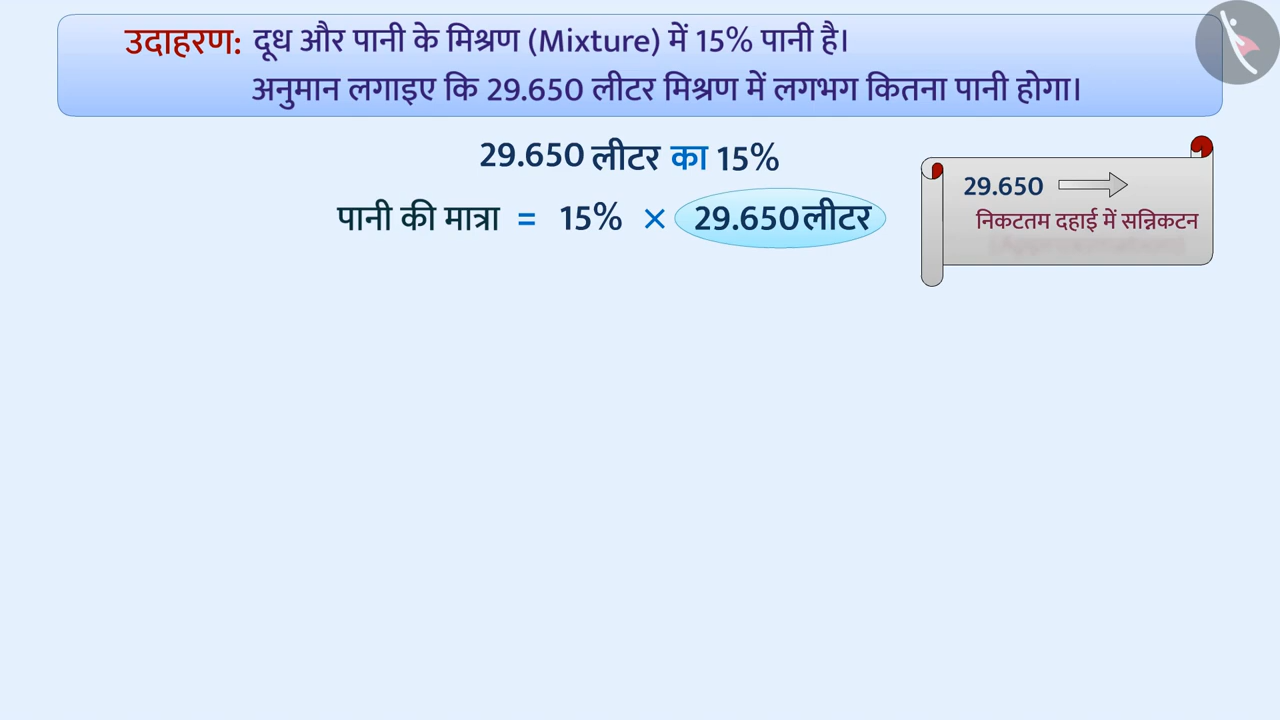 उदाहरण: दूध और पानी के मिश्रण (Mixture) में 15% पानी है।
अनुमान लगाइए कि 29.650 लीटर मिश्रण में लगभग कितना पानी होगा।
29.650 लीटर का 15%
पानी की मात्रा = 15% × 29.650 लीटर
29.650
निकटतम दहाई में सन्निकटन